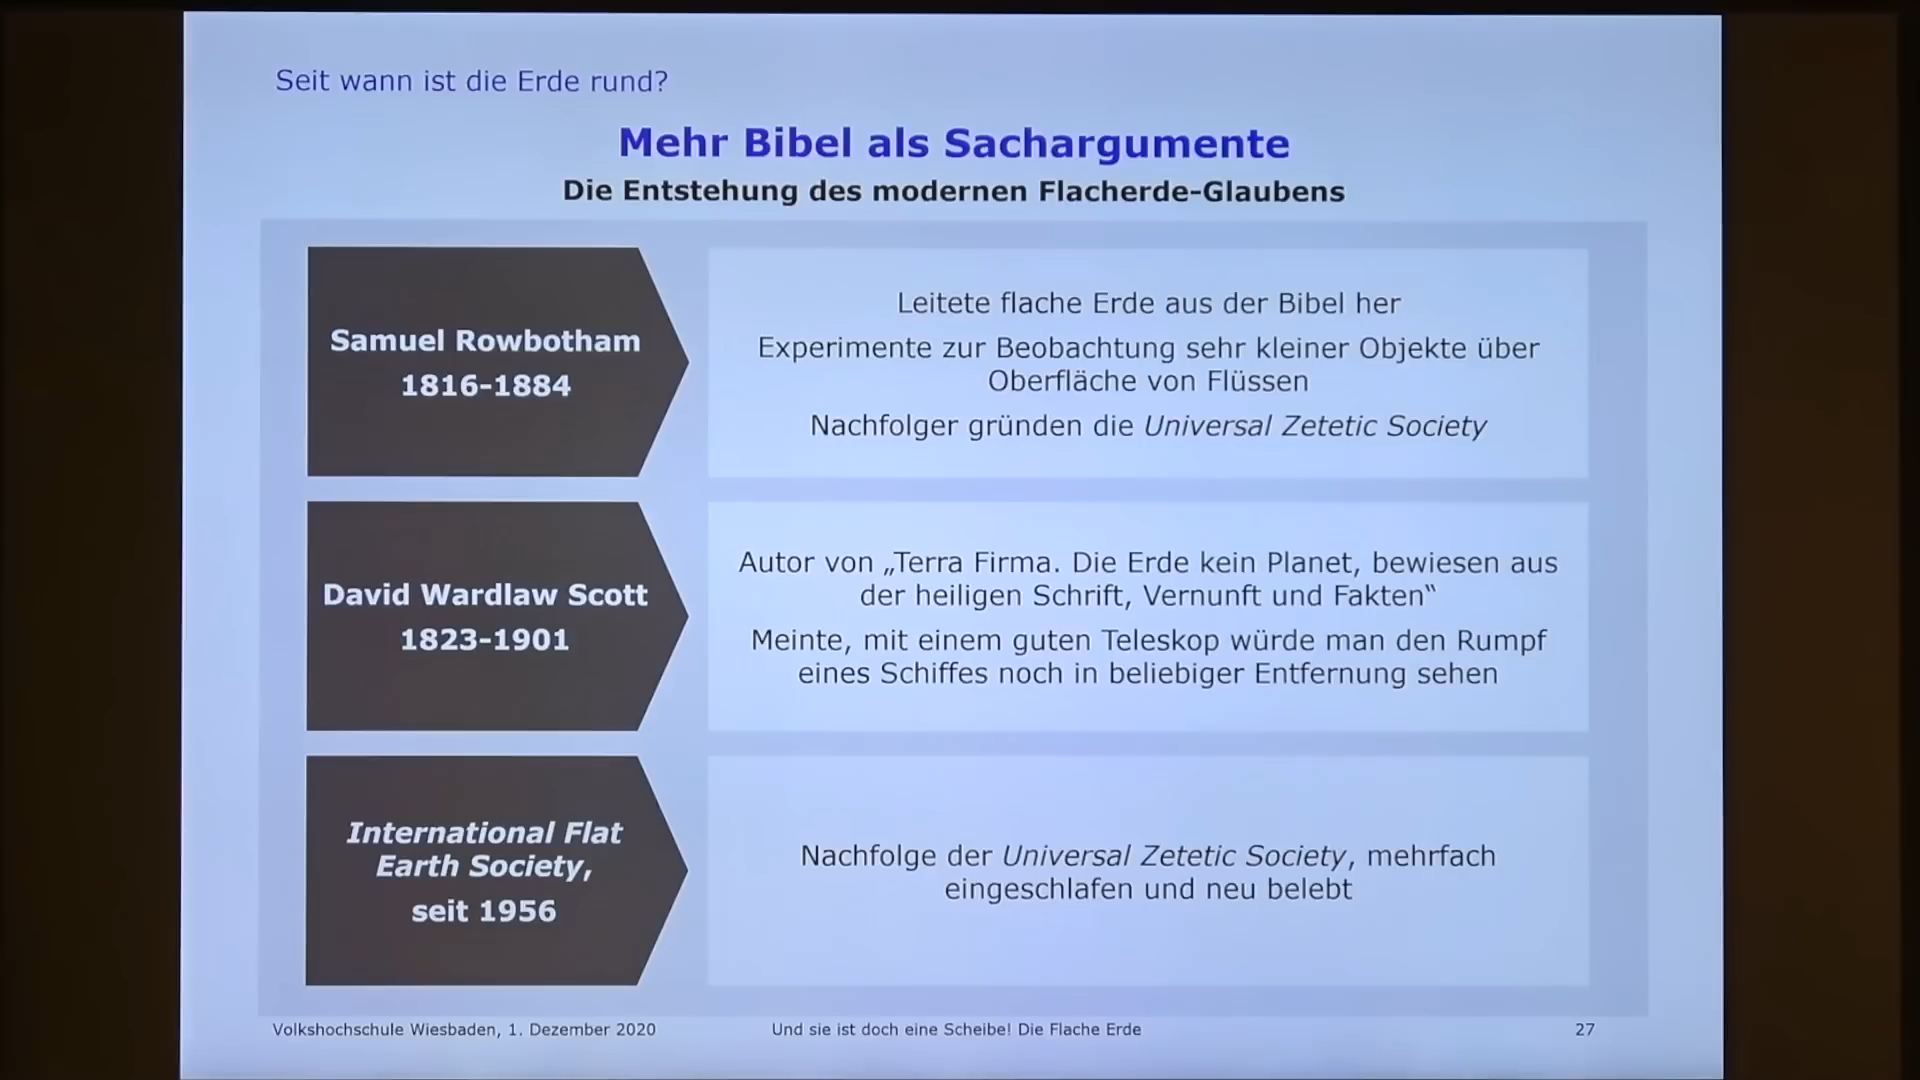 Seit wann ist die Erde rund?
Mehr Bibel als Sachargumente
Die Entstehung des modernen Flacherde-Glaubens
Samuel Rowbotham
1816-1884
Leitete flache Erde aus der Bibel her
Experimente zur Beobachtung sehr kleiner Objekte über
Oberfläche von Flüssen
Nachfolger gründen die Universal Zetetic Society
David Wardlaw Scott
1823-1901
Autor von „Terra Firma. Die Erde kein Planet, bewiesen aus
der heiligen Schrift, Vernunft und Fakten“
Meinte, mit einem guten Teleskop würde man den Rumpf
eines Schiffes noch in beliebiger Entfernung sehen
International Flat
Earth Society,
seit 1956
Nachfolge der Universal Zetetic Society, mehrfach
eingeschlafen und neu belebt
Volkshochschule Wiesbaden, 1. Dezember 2020
Und sie ist doch eine Scheibe! Die Flache Erde
27